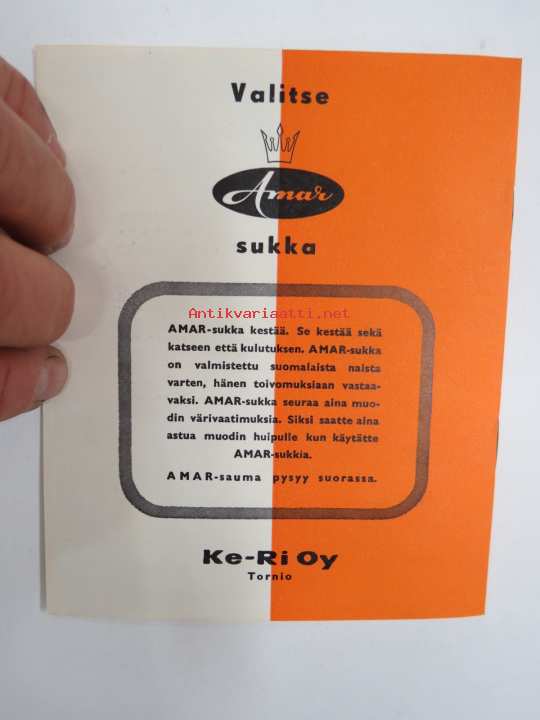 Valitse
Amar
sukka
Antikvariaatti.net
AMAR-sukka kestää. Se kestää sekä
katseen että kulutuksen. AMAR-sukka
on valmistettu suomalaista naista
varten, hänen toivomuksiaan vastaa-
vaksi. AMAR-sukka seuraa aina muo-
din värivaatimuksia. Siksi saatte aina
astua muodin huipulle kun käytätte
AMAR-sukkia.
AMAR-sauma pysyy suorassa.
Ke-Ri Oy
Tornio